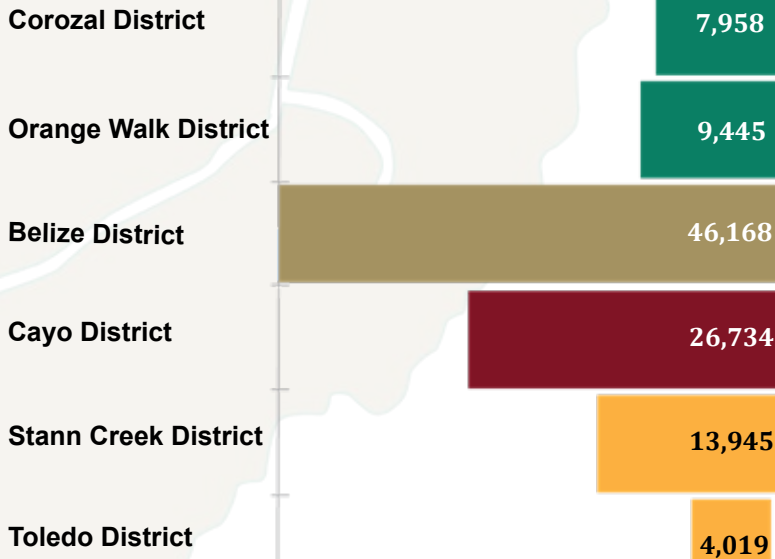 Corozal District 7,958
Orange Walk District 9,445
Belize District 46,168
Cayo District 26,734
Stann Creek District 13,945
Toledo District 4,019